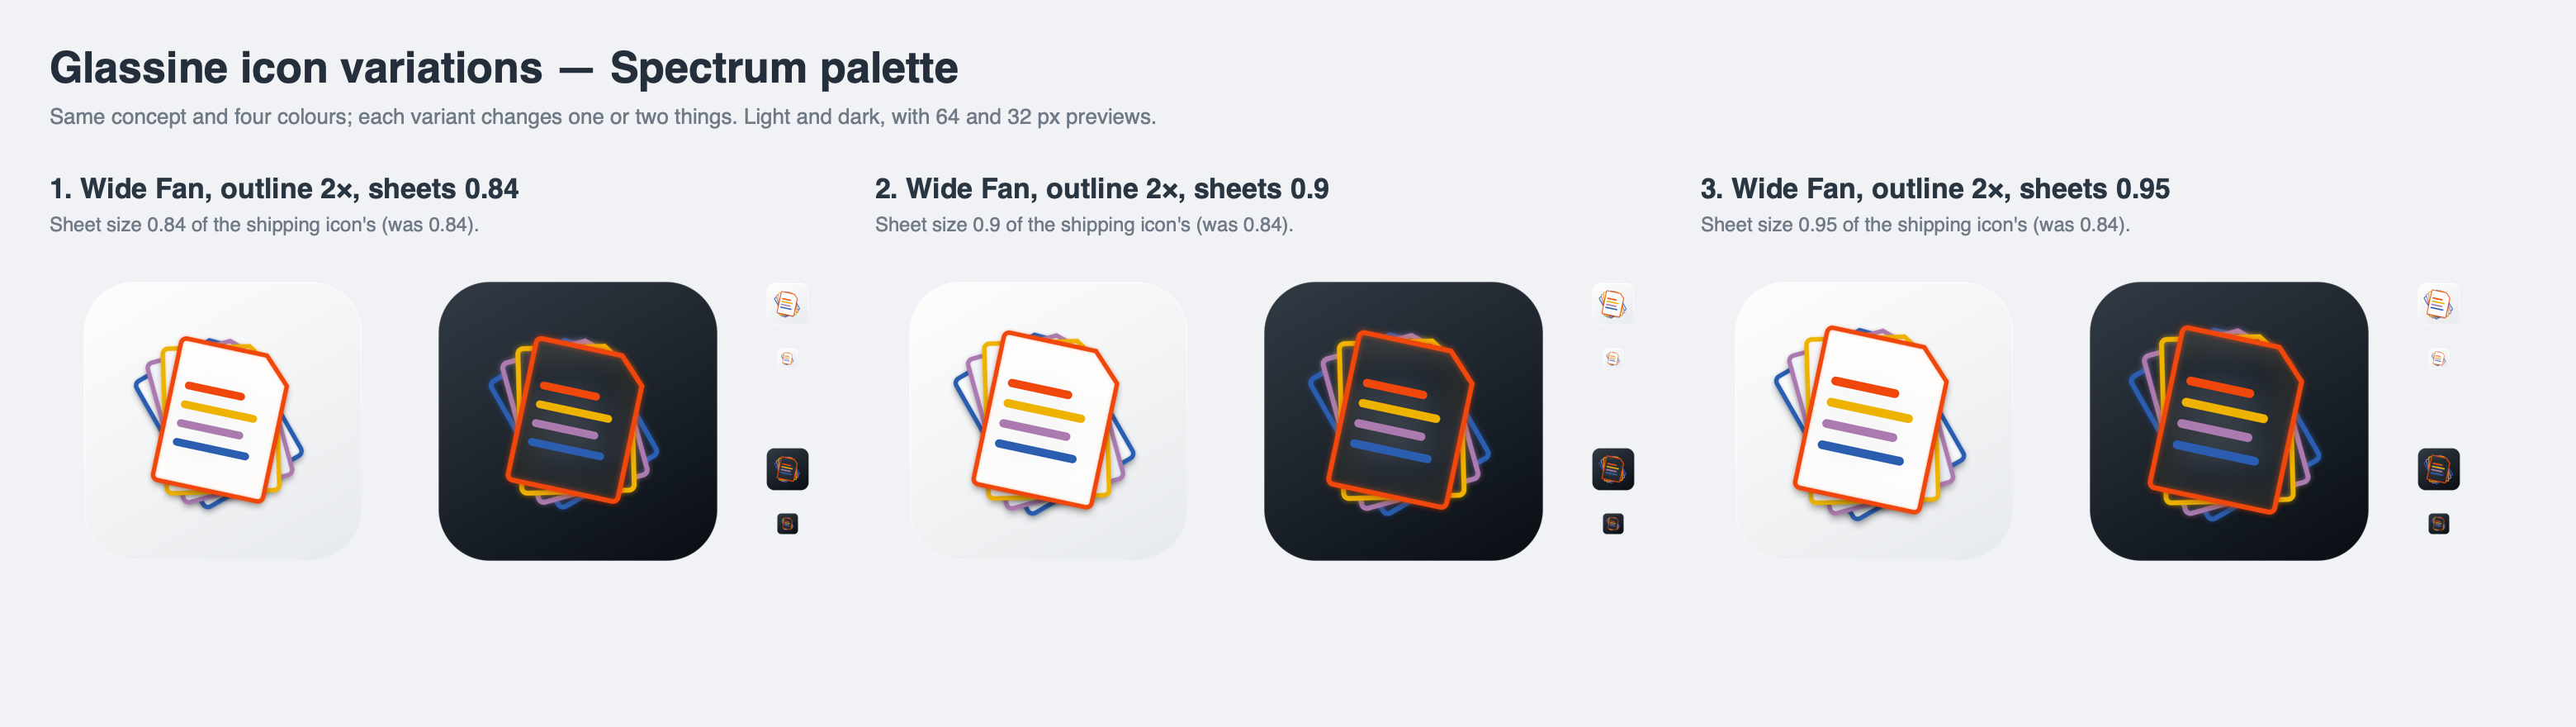 Glassine icon variations — Spectrum palette
Same concept and four colours; each variant changes one or two things. Light and dark, with 64 and 32 px previews.
1. Wide Fan, outline 2×, sheets 0.84
Sheet size 0.84 of the shipping icon's (was 0.84).
2. Wide Fan, outline 2×, sheets 0.9
Sheet size 0.9 of the shipping icon's (was 0.84).
3. Wide Fan, outline 2×, sheets 0.95
Sheet size 0.95 of the shipping icon's (was 0.84).